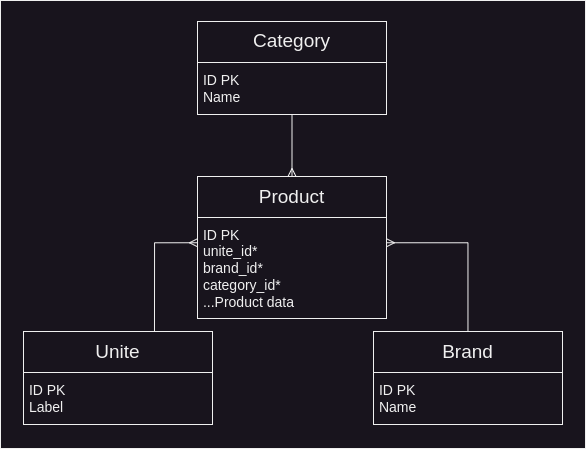 Category
ID PK
Name
Product
ID PK
unite_id*
brand_id*
category_id*
...Product data
Unite
ID PK
Label
Brand
ID PK
Name